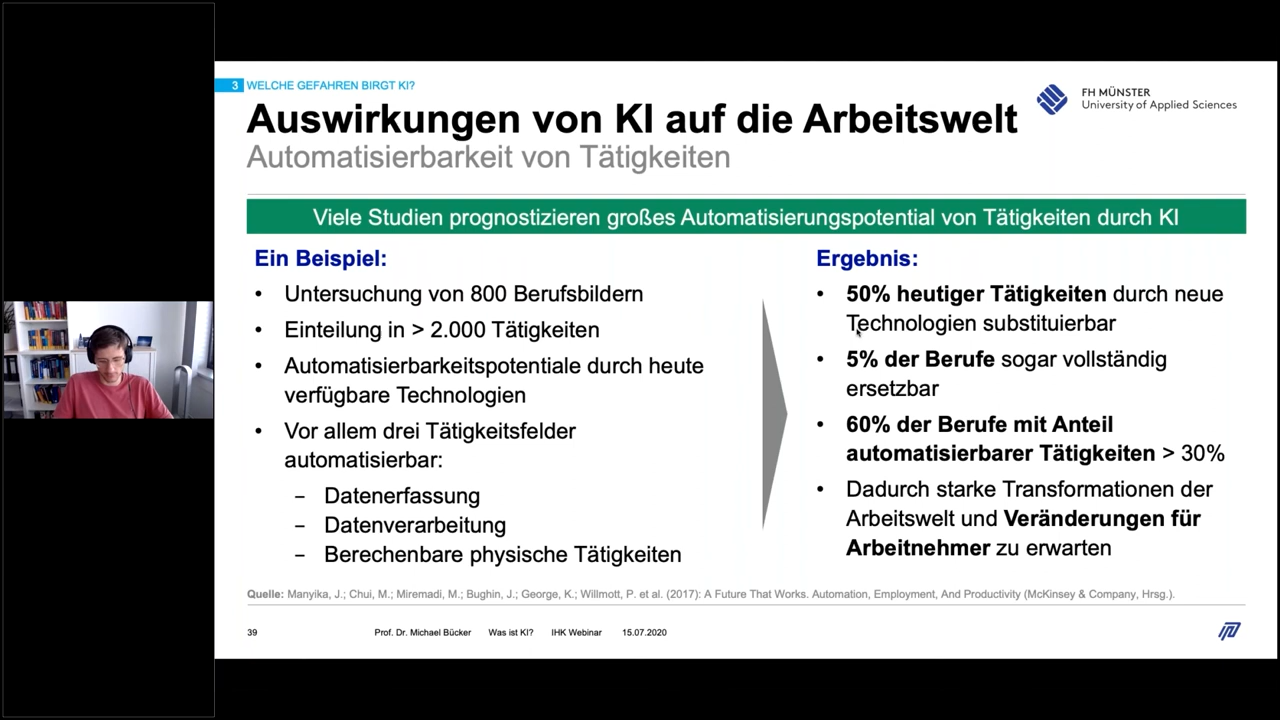 3 WELCHE GEFAHREN BIRGT KI?
FH MÜNSTER
University of Applied Sciences
Auswirkungen von KI auf die Arbeitswelt
Automatisierbarkeit von Tätigkeiten
Viele Studien prognostizieren großes Automatisierungspotential von Tätigkeiten durch KI
Ein Beispiel:
• Untersuchung von 800 Berufsbildern
• Einteilung in > 2.000 Tätigkeiten
• Automatisierbarkeitspotentiale durch heute
verfügbare Technologien
• Vor allem drei Tätigkeitsfelder
automatisierbar:
– Datenerfassung
– Datenverarbeitung
– Berechenbare physische Tätigkeiten
Ergebnis:
• 50% heutiger Tätigkeiten durch neue
Technologien substituierbar
• 5% der Berufe sogar vollständig
ersetzbar
• 60% der Berufe mit Anteil
automatisierbarer Tätigkeiten > 30%
• Dadurch starke Transformationen der
Arbeitswelt und Veränderungen für
Arbeitnehmer zu erwarten
Quelle: Manyika, J.; Chui, M.; Miremadi, M.; Bughin, J.; George, K.; Willmott, P. et al. (2017): A Future That Works. Automation, Employment, And Productivity (McKinsey & Company, Hrsg.).
39 Prof. Dr. Michael Bücker Was ist KI? IHK Webinar 15.07.2020